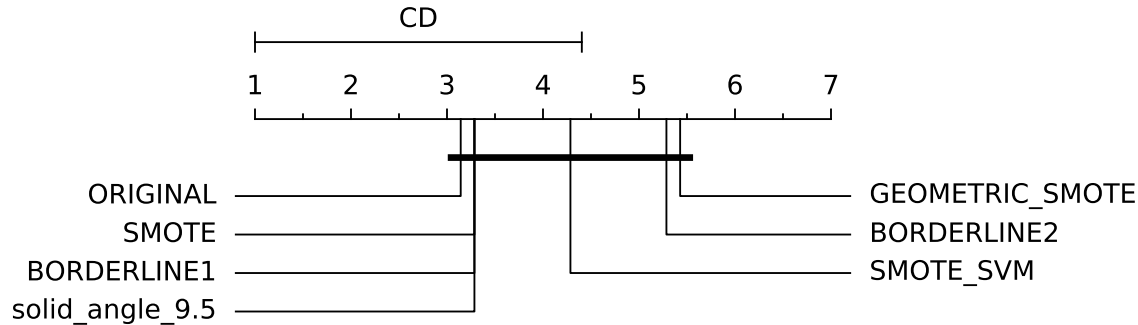 CD
1 2 3 4 5 6 7
ORIGINAL
SMOTE
BORDERLINE1
solid_angle_9.5
GEOMETRIC_SMOTE
BORDERLINE2
SMOTE_SVM